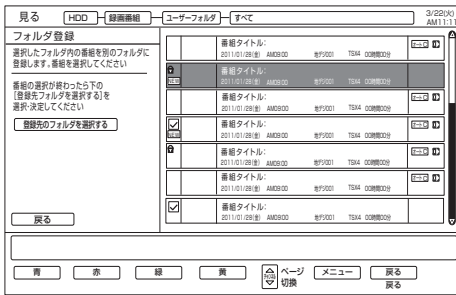 見る HDD 録画番組 ユーザーフォルダ すべて 3/22(火)
AM11:11
フォルダ登録
選択したフォルダ内の番組を別のフォルダに
登録します。番組を選択してください
番組の選択が終わったら下の
[登録先フォルダを選択する]を
選択·決定してください
登録先のフォルダを選択する
戻る
番組タイトル:
2011/01/28(金) AM09:00 地デジ001 TSX4 00時間00分
番組タイトル:
2011/01/28(金) AM09:00 地デジ001 TSX4 00時間00分
NEW
番組タイトル:
2011/01/28(金) AM09:00 地デジ001 TSX4 00時間00分
番組タイトル:
2011/01/28(金) AM09:00 地デジ001 TSX4 00時間00分
NEW
番組タイトル:
2011/01/28(金) AM09:00 地デジ001 TSX4 00時間00分
番組タイトル:
2011/01/28(金) AM09:00 地デジ001 TSX4 00時間00分
番組タイトル:
2011/01/28(金) AM09:00 地デジ001 TSX4 00時間00分
青 赤 緑 黄 ページ メニュー 戻る
切換 戻る